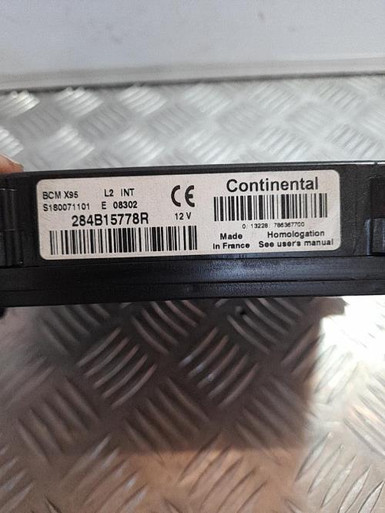 BCM X95 L2 INT
S180071101 E 08302
284B15778R 12 V
CE
Continental
0: 13226 786367700
Made in France
Homologation See user's manual